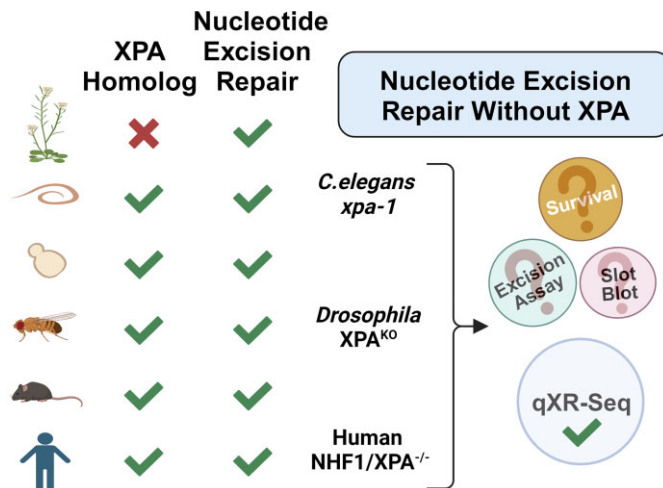 XPA
Homolog
Nucleotide
Excision
Repair
Nucleotide Excision
Repair Without XPA
C.elegans
xpa-1
Drosophila
XPAᴷᴼ
Human
NHF1/XPA⁻/⁻
Survival
Excision
Assay
Slot
Blot
qXR-Seq